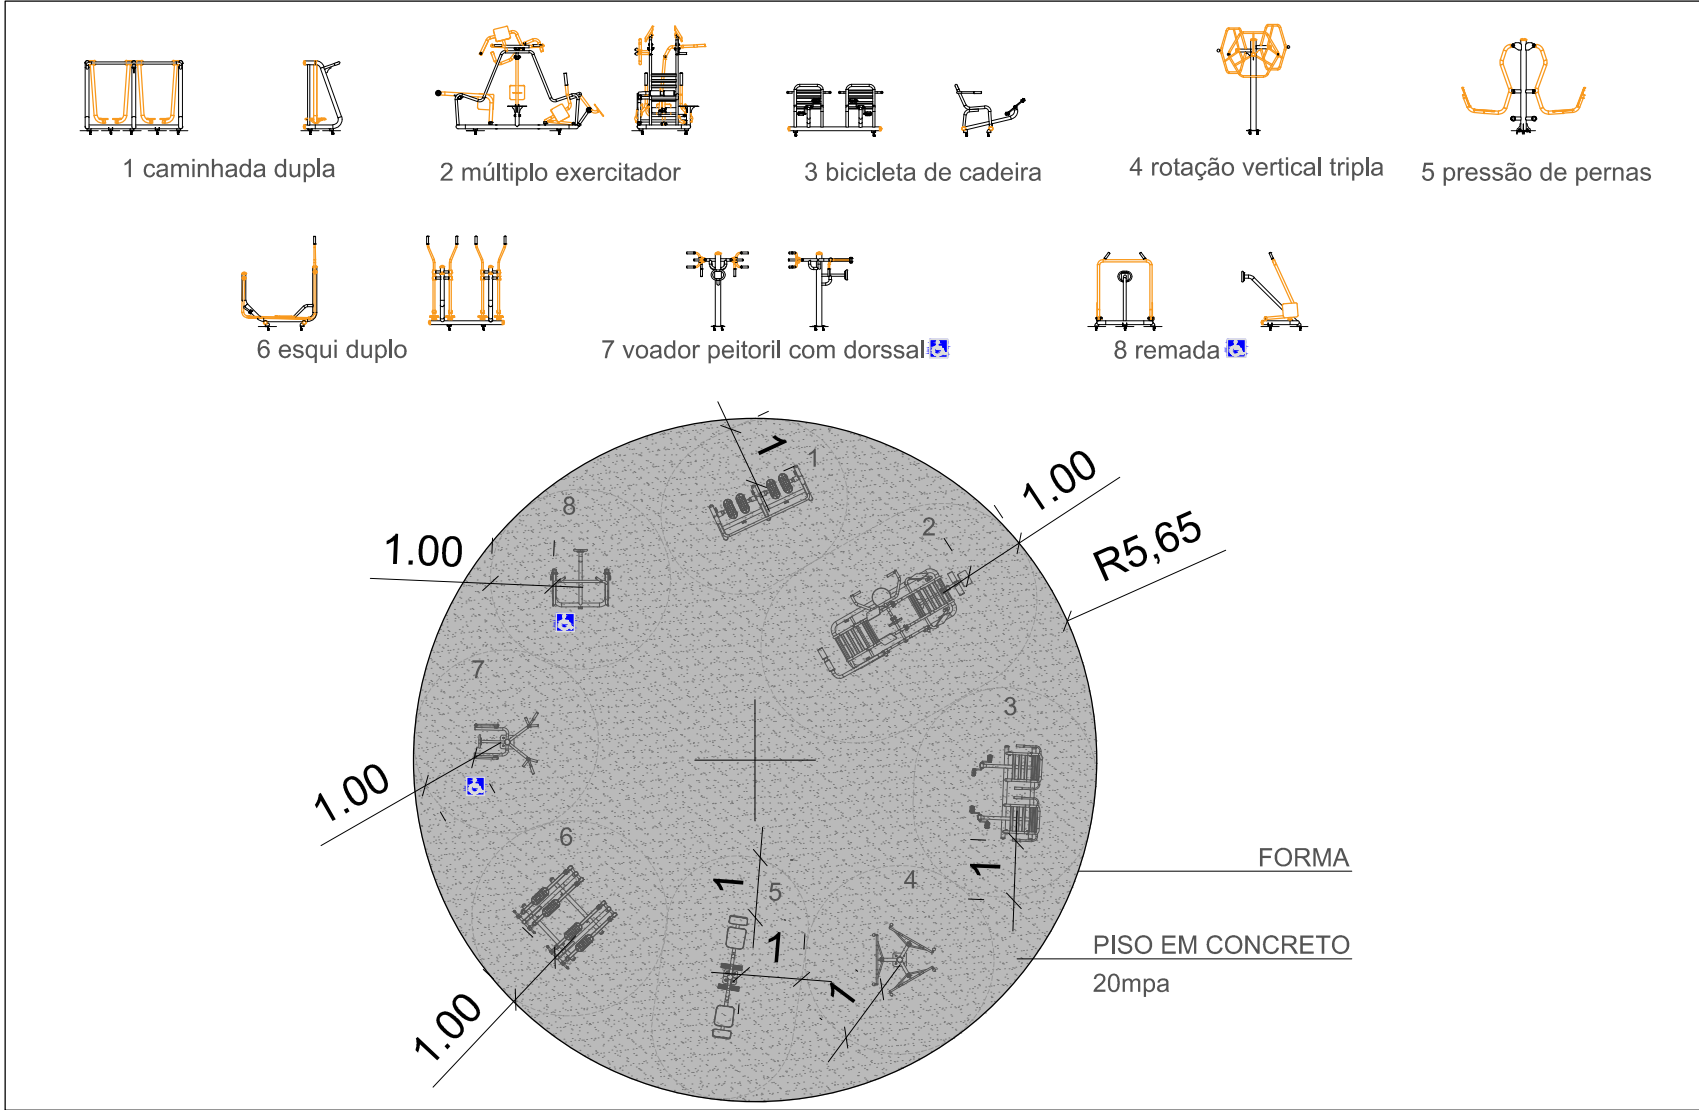 1 caminhada dupla
2 múltiplo exercitador
3 bicicleta de cadeira
4 rotação vertical tripla
5 pressão de pernas
6 esqui duplo
7 voador peitoril com dorssal
8 remada
1
1
1.00
8
2
R5,65
1.00
7
3
1.00
6
FORMA
1
1
5
4
PISO EM CONCRETO
1
20mpa
1
1.00